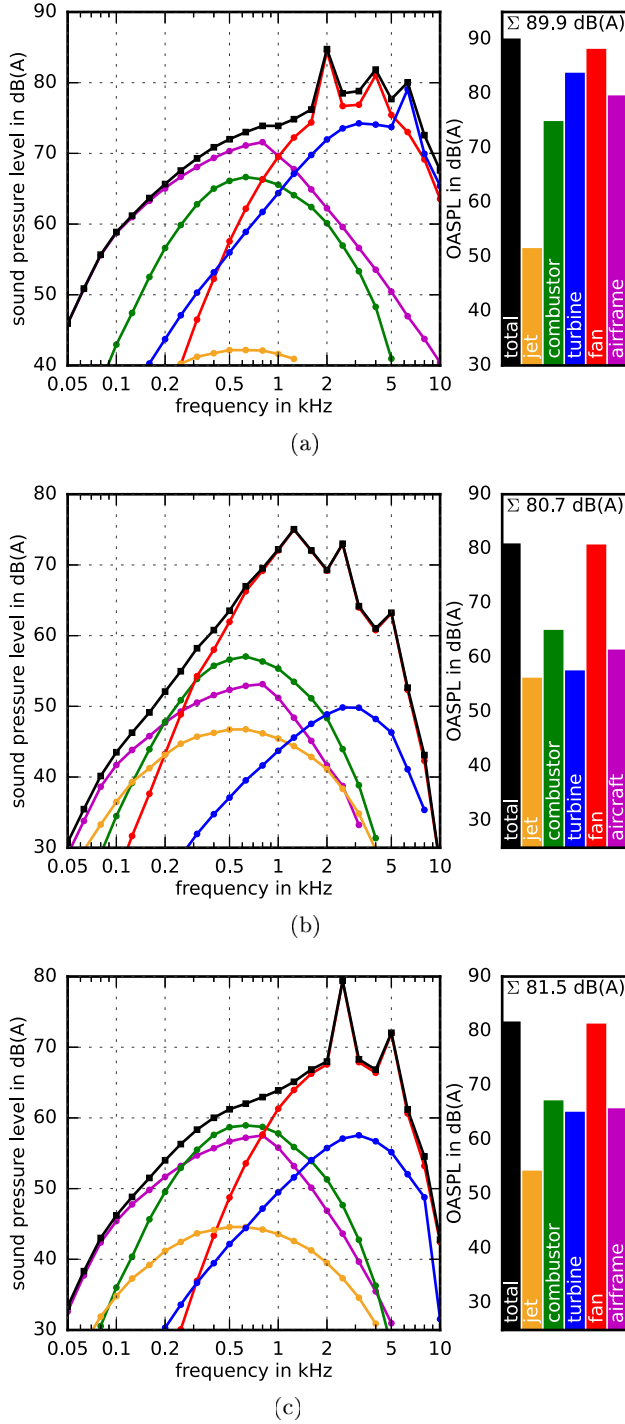 90
80
70
60
50
40
sound pressure level in dB(A)
0.05 0.1 0.2 0.5 1 2 5 10
frequency in kHz
Σ 89.9 dB(A)
90
80
70
60
50
40
30
OASPL in dB(A)
total
jet
combustor
turbine
fan
airframe
(a)
80
70
60
50
40
30
sound pressure level in dB(A)
0.05 0.1 0.2 0.5 1 2 5 10
frequency in kHz
Σ 80.7 dB(A)
90
80
70
60
50
40
30
OASPL in dB(A)
total
jet
combustor
turbine
fan
aircraft
(b)
80
70
60
50
40
30
sound pressure level in dB(A)
0.05 0.1 0.2 0.5 1 2 5 10
frequency in kHz
Σ 81.5 dB(A)
90
80
70
60
50
40
30
OASPL in dB(A)
total
jet
combustor
turbine
fan
airframe
(c)